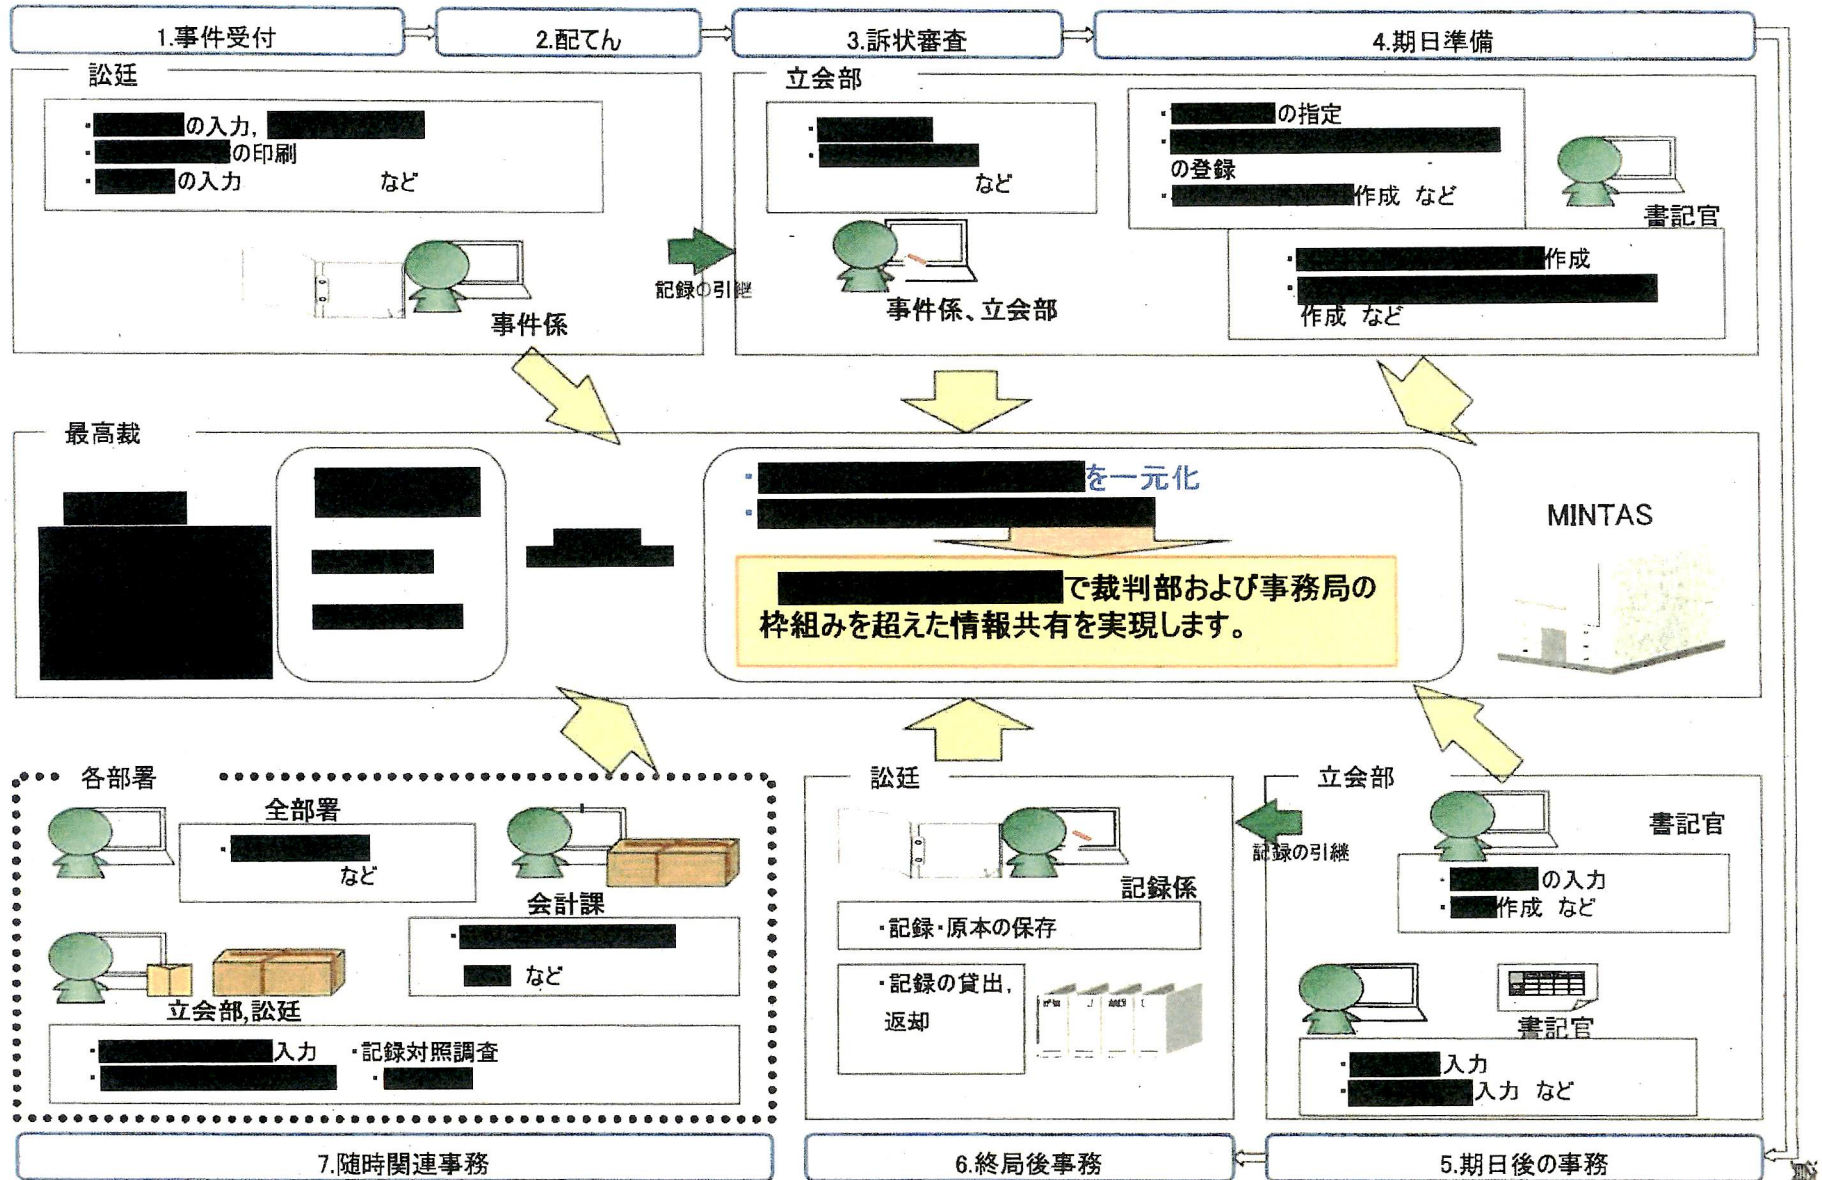 1.事件受付
2.配てん
3.訴状審査
4.期日準備
訟廷
・の入力,
・の印刷
・の入力 など
事件係
記録の引継
立会部
・
・
など
事件係、立会部
・の指定
・
の登録
・作成 など
書記官
・作成
・
作成 など
最高裁
・を一元化
・
で裁判部および事務局の
枠組みを超えた情報共有を実現します。
MINTAS
各部署
全部署
・
など
会計課
・
など
立会部,訟廷
・入力 ・記録対照調査
・ ・
訟廷
記録係
・記録・原本の保存
・記録の貸出,
返却
記録の引継
立会部
書記官
・の入力
・作成 など
書記官
・入力
・入力 など
7.随時関連事務
6.終局後事務
5.期日後の事務
資